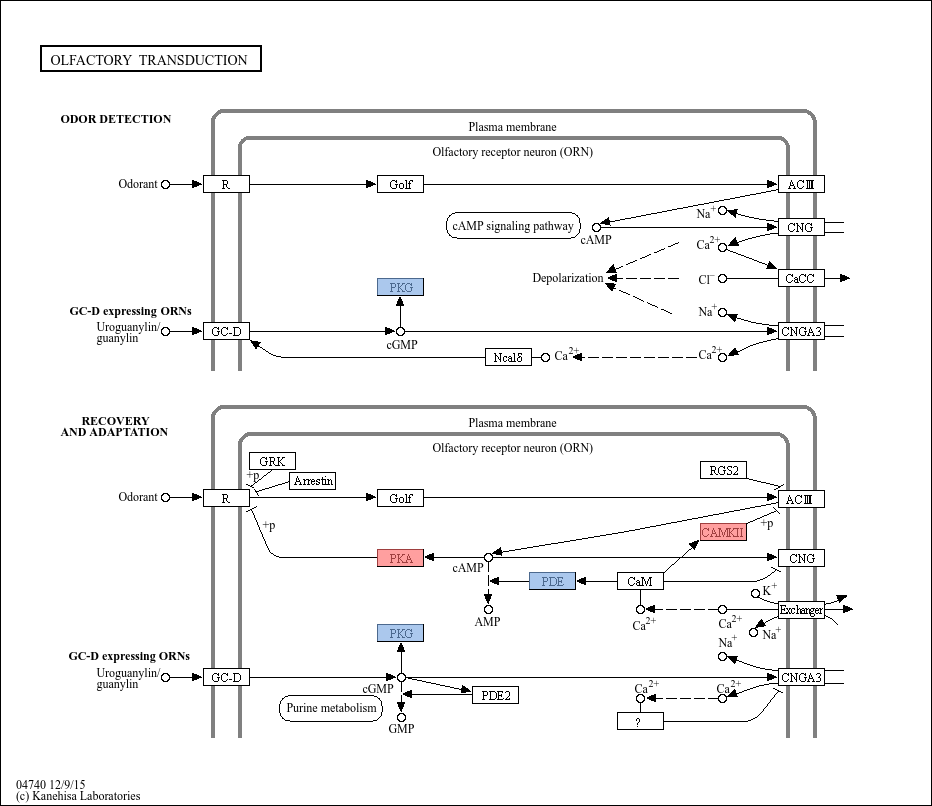 OLFACTORY TRANSDUCTION
ODOR DETECTION
Plasma membrane
Olfactory receptor neuron (ORN)
Odorant
R
Golf
ACIII
Na+
cAMP signaling pathway
cAMP
CNG
Ca2+
Depolarization
Cl−
CaCC
PKG
GC-D expressing ORNs
Na+
Uroguanylin/
guanylin
GC-D
cGMP
CNGA3
Ncalδ
Ca2+
Ca2+
RECOVERY
AND ADAPTATION
Plasma membrane
Olfactory receptor neuron (ORN)
GRK
+p
Arrestin
RGS2
Odorant
R
Golf
ACIII
+p
CAMKII
+p
PKA
cAMP
CNG
PDE
CaM
K+
AMP
Ca2+
Ca2+
Exchanger
Na+
PKG
Na+
GC-D expressing ORNs
Uroguanylin/
guanylin
GC-D
cGMP
CNGA3
PDE2
Ca2+
Ca2+
Purine metabolism
GMP
?
04740 12/9/15
(c) Kanehisa Laboratories